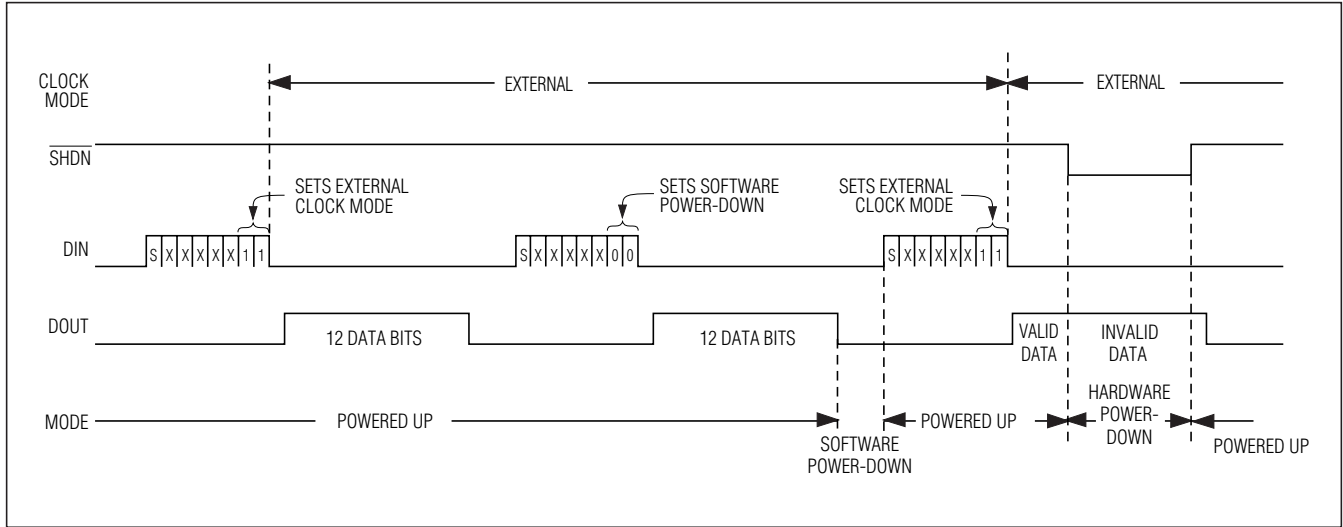 CLOCK
MODE
EXTERNAL
EXTERNAL
SHDN
SETS EXTERNAL
CLOCK MODE
SETS SOFTWARE
POWER-DOWN
SETS EXTERNAL
CLOCK MODE
DIN
S X X X X X 1 1
S X X X X X 0 0
S X X X X X 1 1
DOUT
12 DATA BITS
12 DATA BITS
VALID
DATA
INVALID
DATA
MODE
POWERED UP
SOFTWARE
POWER-DOWN
POWERED UP
HARDWARE
POWER-
DOWN
POWERED UP